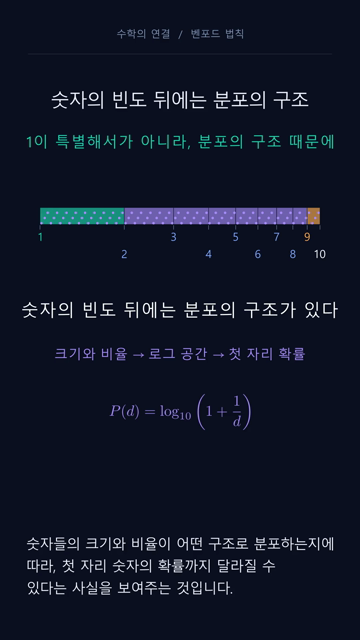 수학의 연결 / 벤포드 법칙
숫자의 빈도 뒤에는 분포의 구조
1이 특별해서가 아니라, 분포의 구조 때문에
1 3 5 7 9
2 4 6 8 10
숫자의 빈도 뒤에는 분포의 구조가 있다
크기와 비율 → 로그 공간 → 첫 자리 확률
P(d) = log₁₀ (1 + 1/d)
숫자들의 크기와 비율이 어떤 구조로 분포하는지에
따라, 첫 자리 숫자의 확률까지 달라질 수
있다는 사실을 보여주는 것입니다.